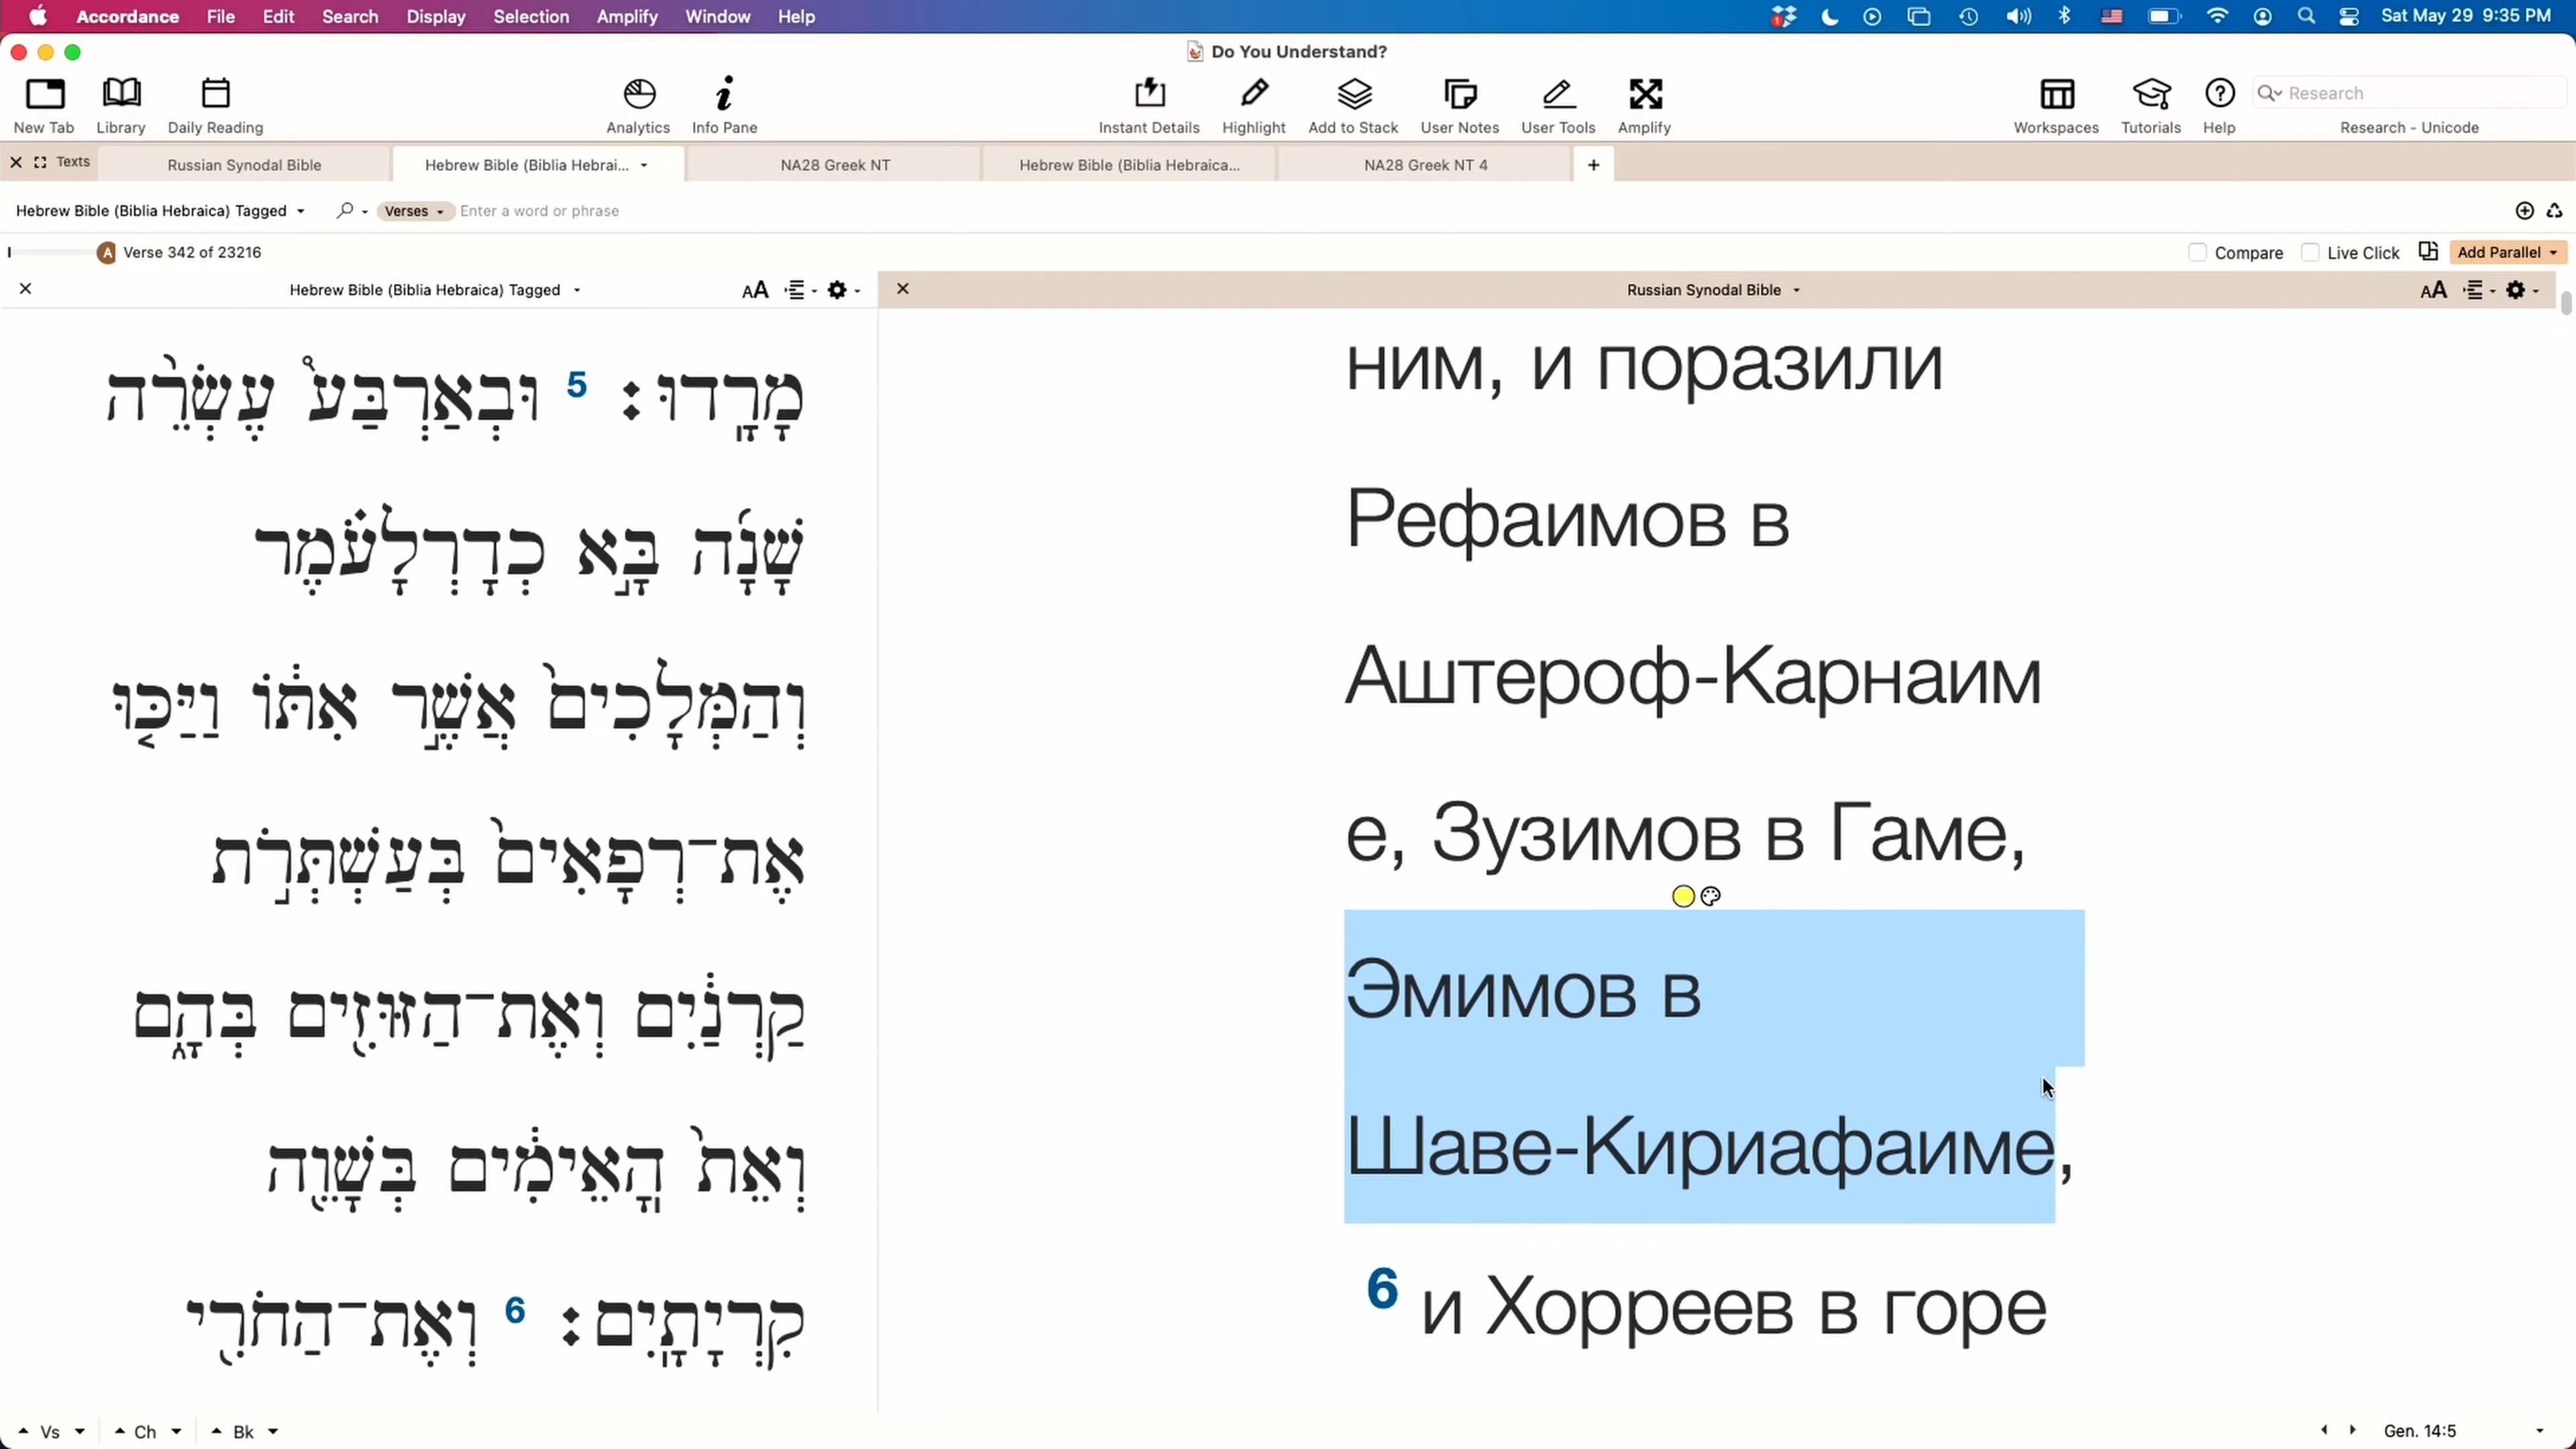 Accordance File Edit Search Display Selection Amplify Window Help Sat May 29 9:35 PM
Do You Understand?
New Tab Library Daily Reading Analytics Info Pane Instant Details Highlight Add to Stack User Notes User Tools Amplify Workspaces Tutorials Help Research
Research - Unicode
Texts Russian Synodal Bible Hebrew Bible (Biblia Hebrai... NA28 Greek NT Hebrew Bible (Biblia Hebraica... NA28 Greek NT 4 +
Hebrew Bible (Biblia Hebraica) Tagged Verses Enter a word or phrase
A Verse 342 of 23216 Compare Live Click Add Parallel
Hebrew Bible (Biblia Hebraica) Tagged AA
מָרָֽדוּ׃ 5 וּבְאַרְבַּע֩ עֶשְׂרֵ֨ה
שָׁנָ֜ה בָּ֣א כְדָרְלָעֹ֗מֶר
וְהַמְּלָכִים֙ אֲשֶׁ֣ר אִתּ֔וֹ וַיַּכּ֤וּ
אֶת־רְפָאִים֙ בְּעַשְׁתְּרֹ֣ת
קַרְנַ֔יִם וְאֶת־הַזּוּזִ֖ים בְּהָ֑ם
וְאֵת֙ הָֽאֵימִ֔ים בְּשָׁוֵ֖ה
קִרְיָתָֽיִם׃ 6 וְאֶת־הַחֹרִ֖י
Russian Synodal Bible AA
ним, и поразили
Рефаимов в
Аштероф-Карнаим
е, Зузимов в Гаме,
Эмимов в
Шаве-Кириафаиме,
6 и Хорреев в горе
Vs Ch Bk Gen. 14:5